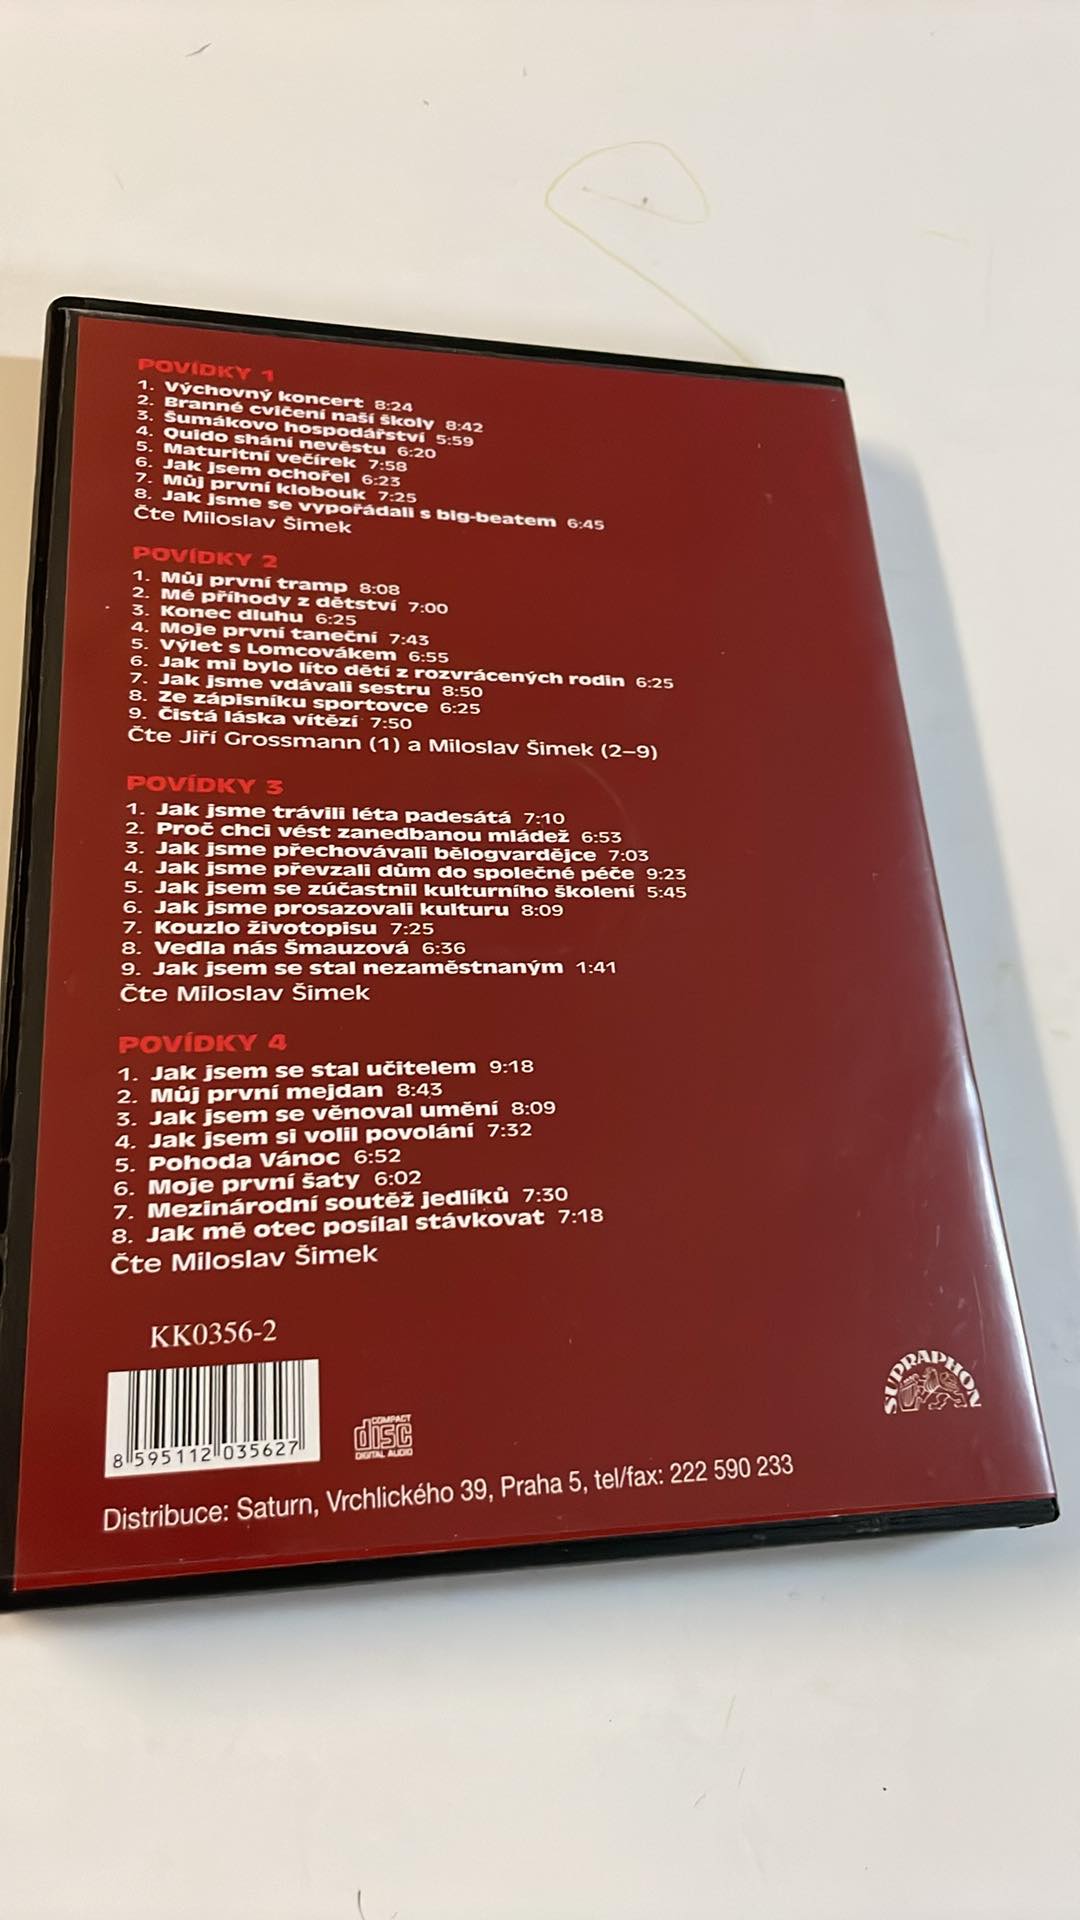 POVÍDKY 1
1. Výchovný koncert 8:24
2. Branné cvičení naší školy 8:42
3. Šumákovo hospodářství 5:59
4. Quido shání nevěstu 6:20
5. Maturitní večírek 7:58
6. Jak jsem ochořel 6:23
7. Můj první klobouk 7:25
8. Jak jsme se vypořádali s big-beatem 6:45
Čte Miloslav Šimek
POVÍDKY 2
1. Můj první tramp 8:08
2. Mé příhody z dětství 7:00
3. Konec dluhu 6:25
4. Moje první taneční 7:43
5. Výlet s Lomcovákem 6:55
6. Jak mi bylo líto dětí z rozvrácených rodin 6:25
7. Jak jsme vdávali sestru 8:50
8. Ze zápisníku sportovce 6:25
9. Čistá láska vítězí 7:50
Čte Jiří Grossmann (1) a Miloslav Šimek (2–9)
POVÍDKY 3
1. Jak jsme trávili léta padesátá 7:10
2. Proč chci vést zanedbanou mládež 6:53
3. Jak jsme přechovávali bělogvardějce 7:03
4. Jak jsme převzali dům do společné péče 9:23
5. Jak jsem se zúčastnil kulturního školení 5:45
6. Jak jsme prosazovali kulturu 8:09
7. Kouzlo životopisu 7:25
8. Vedla nás Šmauzová 6:36
9. Jak jsem se stal nezaměstnaným 1:41
Čte Miloslav Šimek
POVÍDKY 4
1. Jak jsem se stal učitelem 9:18
2. Můj první mejdan 8:43
3. Jak jsem se věnoval umění 8:09
4. Jak jsem si volil povolání 7:32
5. Pohoda Vánoc 6:52
6. Moje první šaty 6:02
7. Mezinárodní soutěž jedlíků 7:30
8. Jak mě otec posílal stávkovat 7:18
Čte Miloslav Šimek
KK0356-2
8 595112 035627
COMPACT
disc
DIGITAL AUDIO
SUPRAPHON
Distribuce: Saturn, Vrchlického 39, Praha 5, tel/fax: 222 590 233